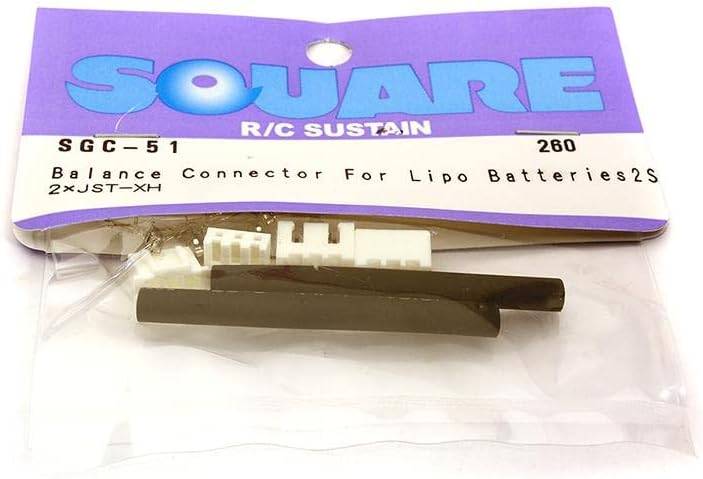 SQUARE
R/C SUSTAIN
SGC-51 260
Balance Connector For Lipo Batteries2S
2×JST-XH